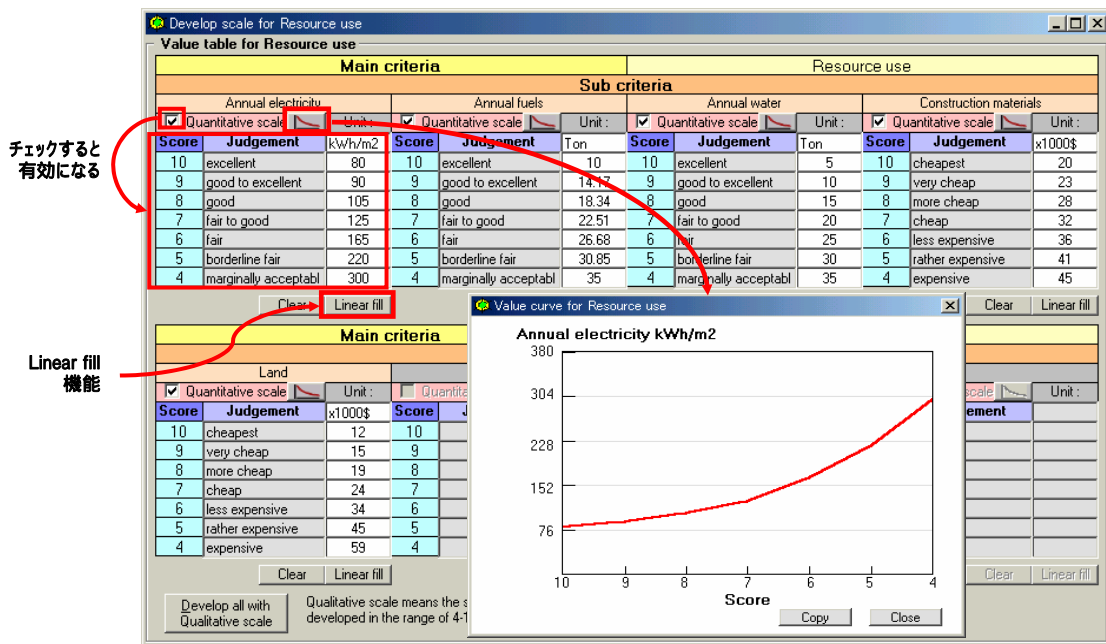 Develop scale for Resource use
Value table for Resource use
Main criteria Resource use
Sub criteria
Annual electricity Annual fuels Annual water Construction materials
Quantitative scale Unit : Quantitative scale Unit : Quantitative scale Unit : Quantitative scale Unit :
Score Judgement kWh/m2 Score Judgement Ton Score Judgement Ton Score Judgement x1000$
10 excellent 80 10 excellent 10 10 excellent 5 10 cheapest 20
9 good to excellent 90 9 good to excellent 14.17 9 good to excellent 10 9 very cheap 23
8 good 105 8 good 18.34 8 good 15 8 more cheap 28
7 fair to good 125 7 fair to good 22.51 7 fair to good 20 7 cheap 32
6 fair 165 6 fair 26.68 6 fair 25 6 less expensive 36
5 borderline fair 220 5 borderline fair 30.85 5 borderline fair 30 5 rather expensive 41
4 marginally acceptabl 300 4 marginally acceptabl 35 4 marginally acceptabl 35 4 expensive 45
チェックすると
有効になる
Clear Linear fill Clear Linear fill
Linear fill
機能
Main criteria
Land
Quantitative scale Unit : Unit :
Score Judgement x1000$ Score
10 cheapest 12 10
9 very cheap 15 9
8 more cheap 19 8
7 cheap 24 7
6 less expensive 34 6
5 rather expensive 45 5
4 expensive 59 4
Clear Linear fill Clear Linear fill
Develop all with
Qualitative scale
Qualitative scale means the s
developed in the range of 4-1
Value curve for Resource use
Annual electricity kWh/m2
380
304
228
152
76
10 9 8 7 6 5 4
Score
Copy Close